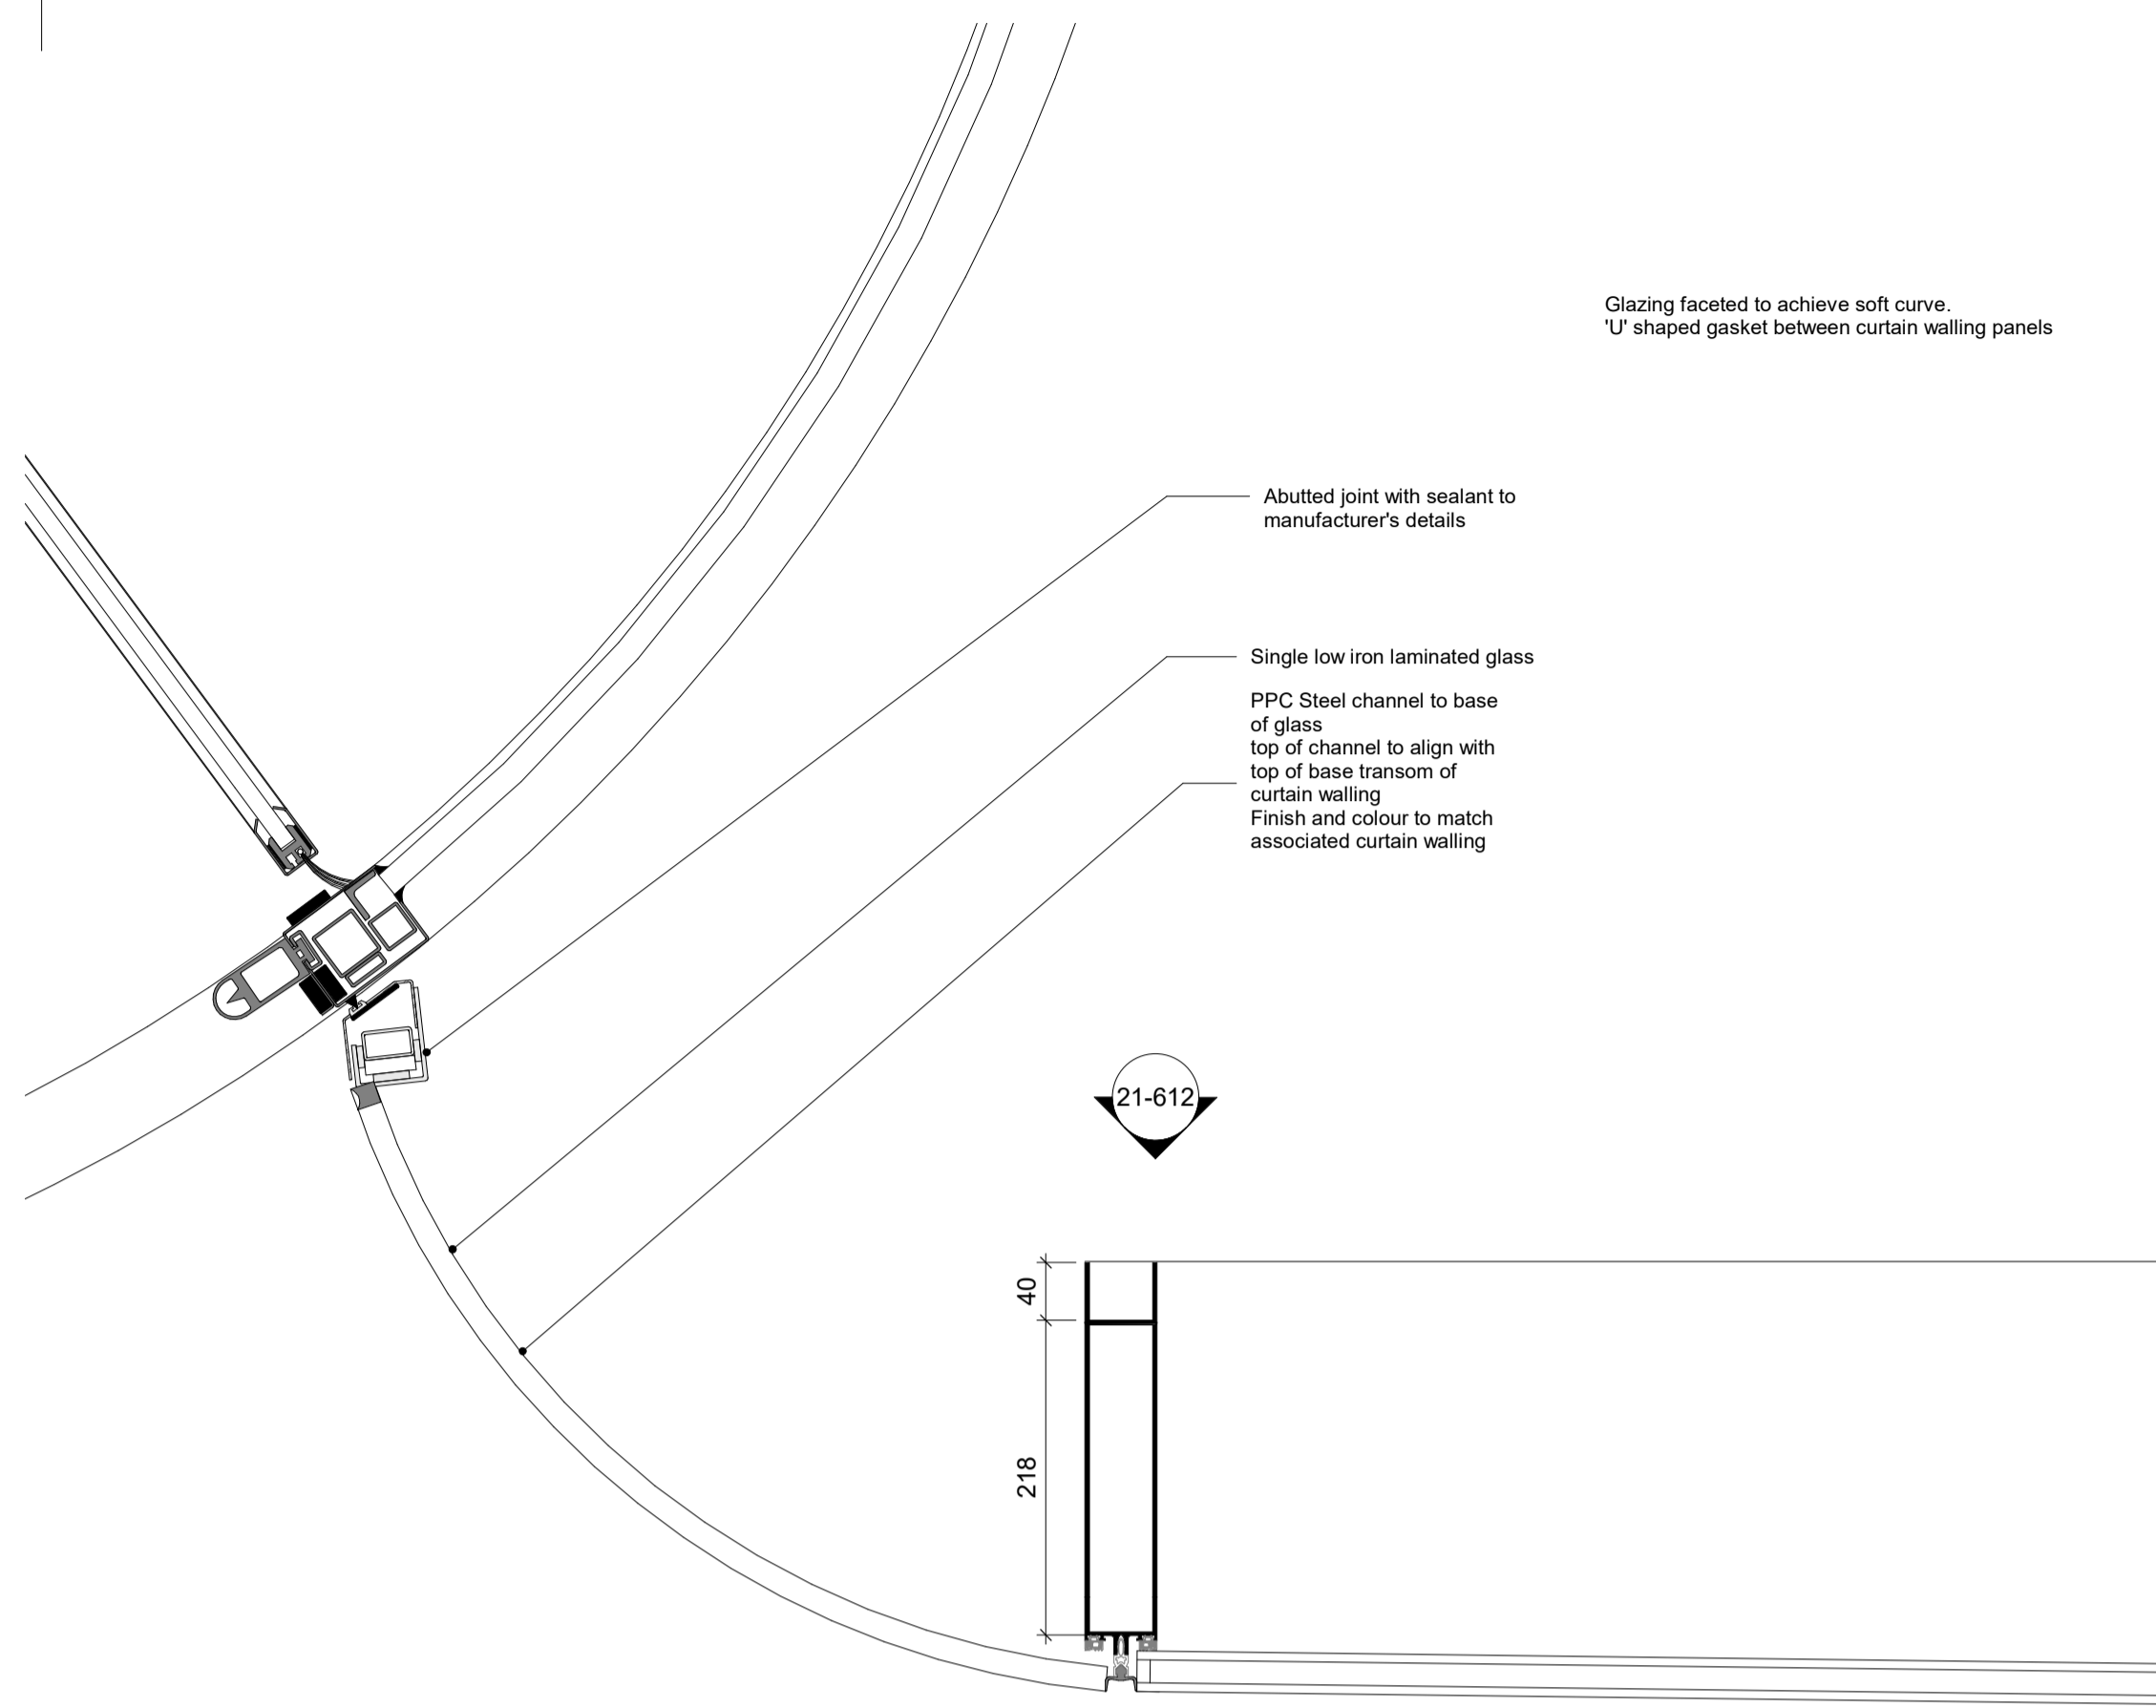 Glazing faceted to achieve soft curve.
'U' shaped gasket between curtain walling panels
Abutted joint with sealant to
manufacturer's details
Single low iron laminated glass
PPC Steel channel to base
of glass
top of channel to align with
top of base transom of
curtain walling
Finish and colour to match
associated curtain walling
21-612
40
218